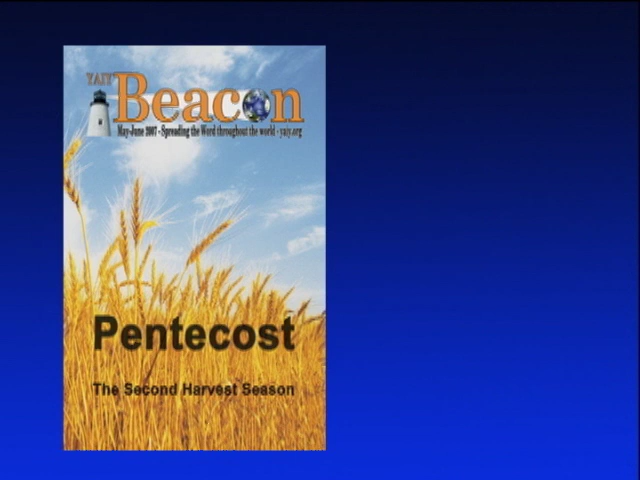 YAIY
Beacon
May-June 2007 - Spreading the Word throughout the world - yaiy.org
Pentecost
The Second Harvest Season